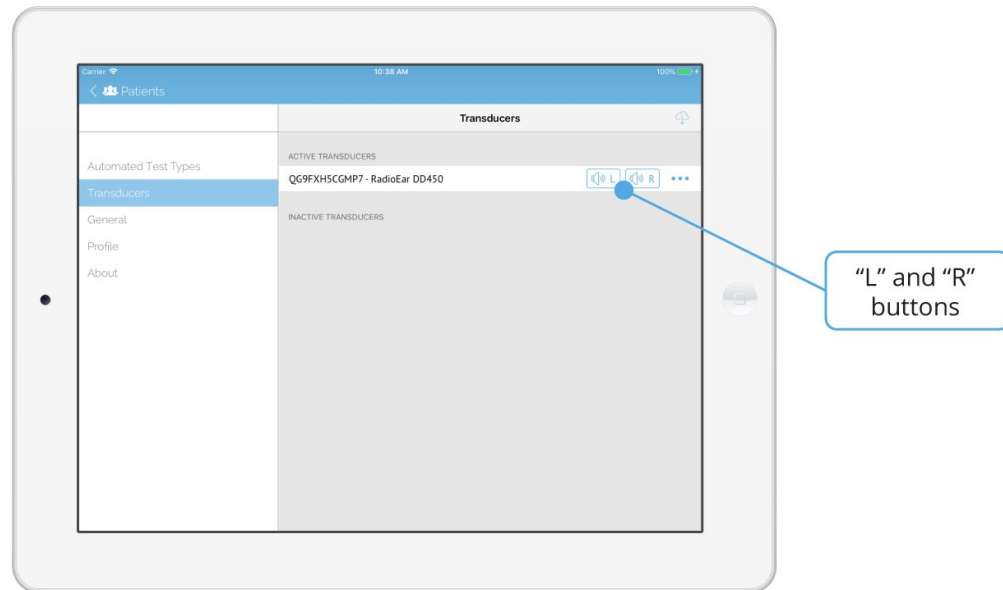 Carrier 10:38 AM 100% +
Patients
Transducers
Automated Test Types
Transducers
General
Profile
About
ACTIVE TRANSDUCERS
QG9FXH5CGMP7 - RadioEar DD450 L R •••
INACTIVE TRANSDUCERS
“L” and “R”
buttons